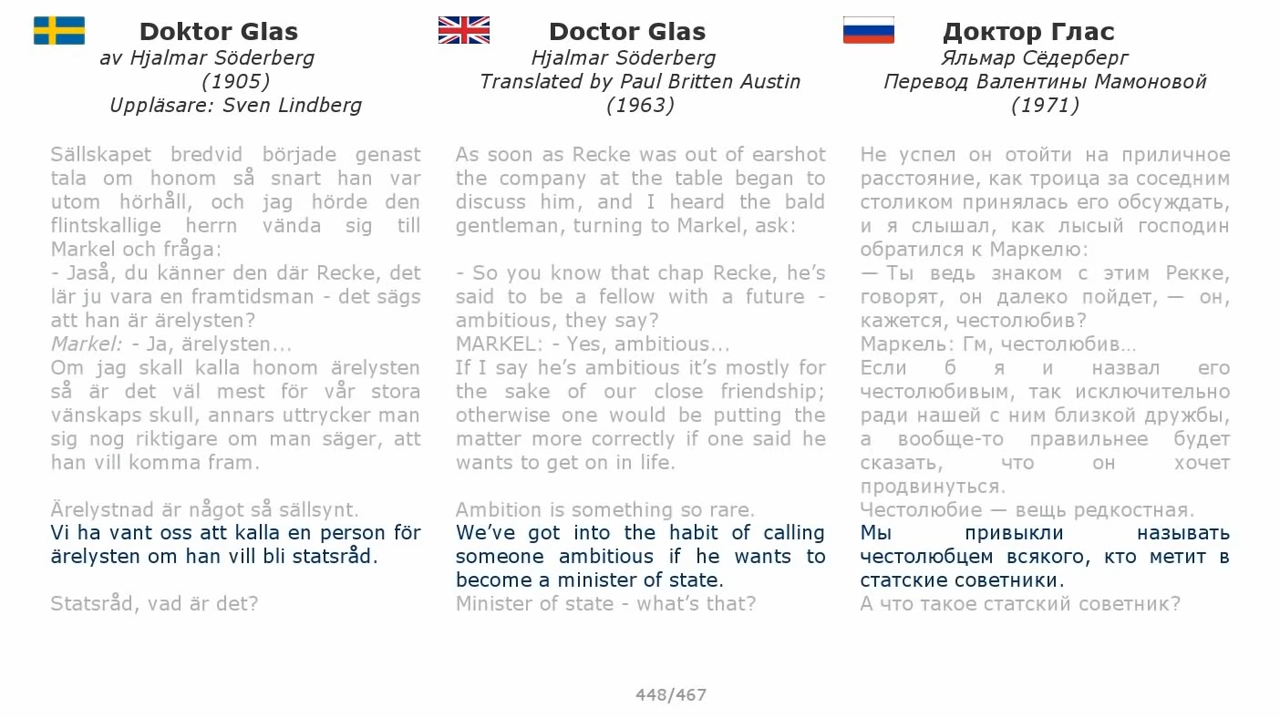 Doktor Glas
av Hjalmar Söderberg
(1905)
Uppläsare: Sven Lindberg
Sällskapet bredvid började genast
tala om honom så snart han var
utom hörhåll, och jag hörde den
flintskallige herrn vända sig till
Markel och fråga:
- Jaså, du känner den där Recke, det
lär ju vara en framtidsman - det sägs
att han är ärelysten?
Markel: - Ja, ärelysten...
Om jag skall kalla honom ärelysten
så är det väl mest för vår stora
vänskaps skull, annars uttrycker man
sig nog riktigare om man säger, att
han vill komma fram.
Ärelystnad är något så sällsynt.
Vi ha vant oss att kalla en person för
ärelysten om han vill bli statsråd.
Statsråd, vad är det?
Doctor Glas
Hjalmar Söderberg
Translated by Paul Britten Austin
(1963)
As soon as Recke was out of earshot
the company at the table began to
discuss him, and I heard the bald
gentleman, turning to Markel, ask:
- So you know that chap Recke, he’s
said to be a fellow with a future -
ambitious, they say?
MARKEL: - Yes, ambitious...
If I say he’s ambitious it’s mostly for
the sake of our close friendship;
otherwise one would be putting the
matter more correctly if one said he
wants to get on in life.
Ambition is something so rare.
We’ve got into the habit of calling
someone ambitious if he wants to
become a minister of state.
Minister of state - what’s that?
Доктор Глас
Яльмар Сёдерберг
Перевод Валентины Мамоновой
(1971)
Не успел он отойти на приличное
расстояние, как троица за соседним
столиком принялась его обсуждать,
и я слышал, как лысый господин
обратился к Маркелю:
— Ты ведь знаком с этим Рекке,
говорят, он далеко пойдет, — он,
кажется, честолюбив?
Маркель: Гм, честолюбив…
Если б я и назвал его
честолюбивым, так исключительно
ради нашей с ним близкой дружбы,
а вообще-то правильнее будет
сказать, что он хочет
продвинуться.
Честолюбие — вещь редкостная.
Мы привыкли называть
честолюбцем всякого, кто метит в
статские советники.
А что такое статский советник?
448/467